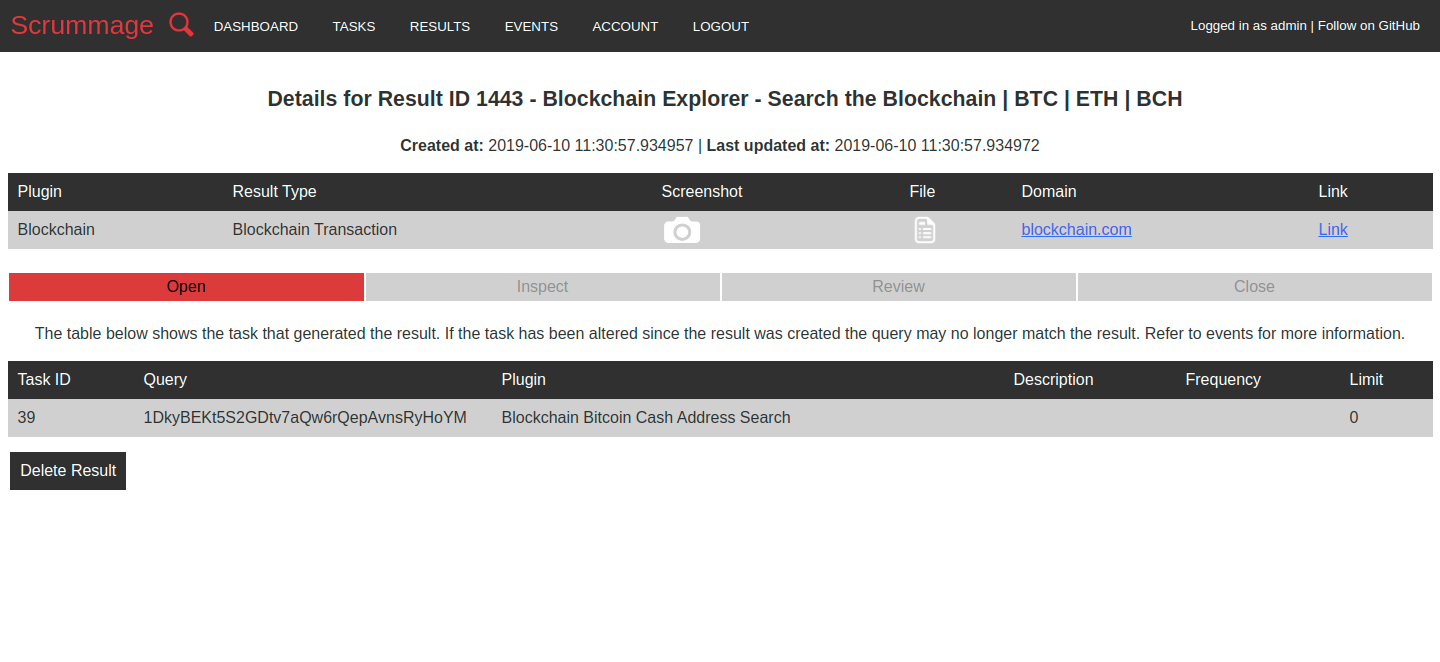 Scrummage DASHBOARD TASKS RESULTS EVENTS ACCOUNT LOGOUT Logged in as admin | Follow on GitHub
Details for Result ID 1443 - Blockchain Explorer - Search the Blockchain | BTC | ETH | BCH
Created at: 2019-06-10 11:30:57.934957 | Last updated at: 2019-06-10 11:30:57.934972
Plugin Result Type Screenshot File Domain Link
Blockchain Blockchain Transaction blockchain.com Link
Open Inspect Review Close
The table below shows the task that generated the result. If the task has been altered since the result was created the query may no longer match the result. Refer to events for more information.
Task ID Query Plugin Description Frequency Limit
39 1DkyBEKt5S2GDtv7aQw6rQepAvnsRyHoYM Blockchain Bitcoin Cash Address Search 0
Delete Result